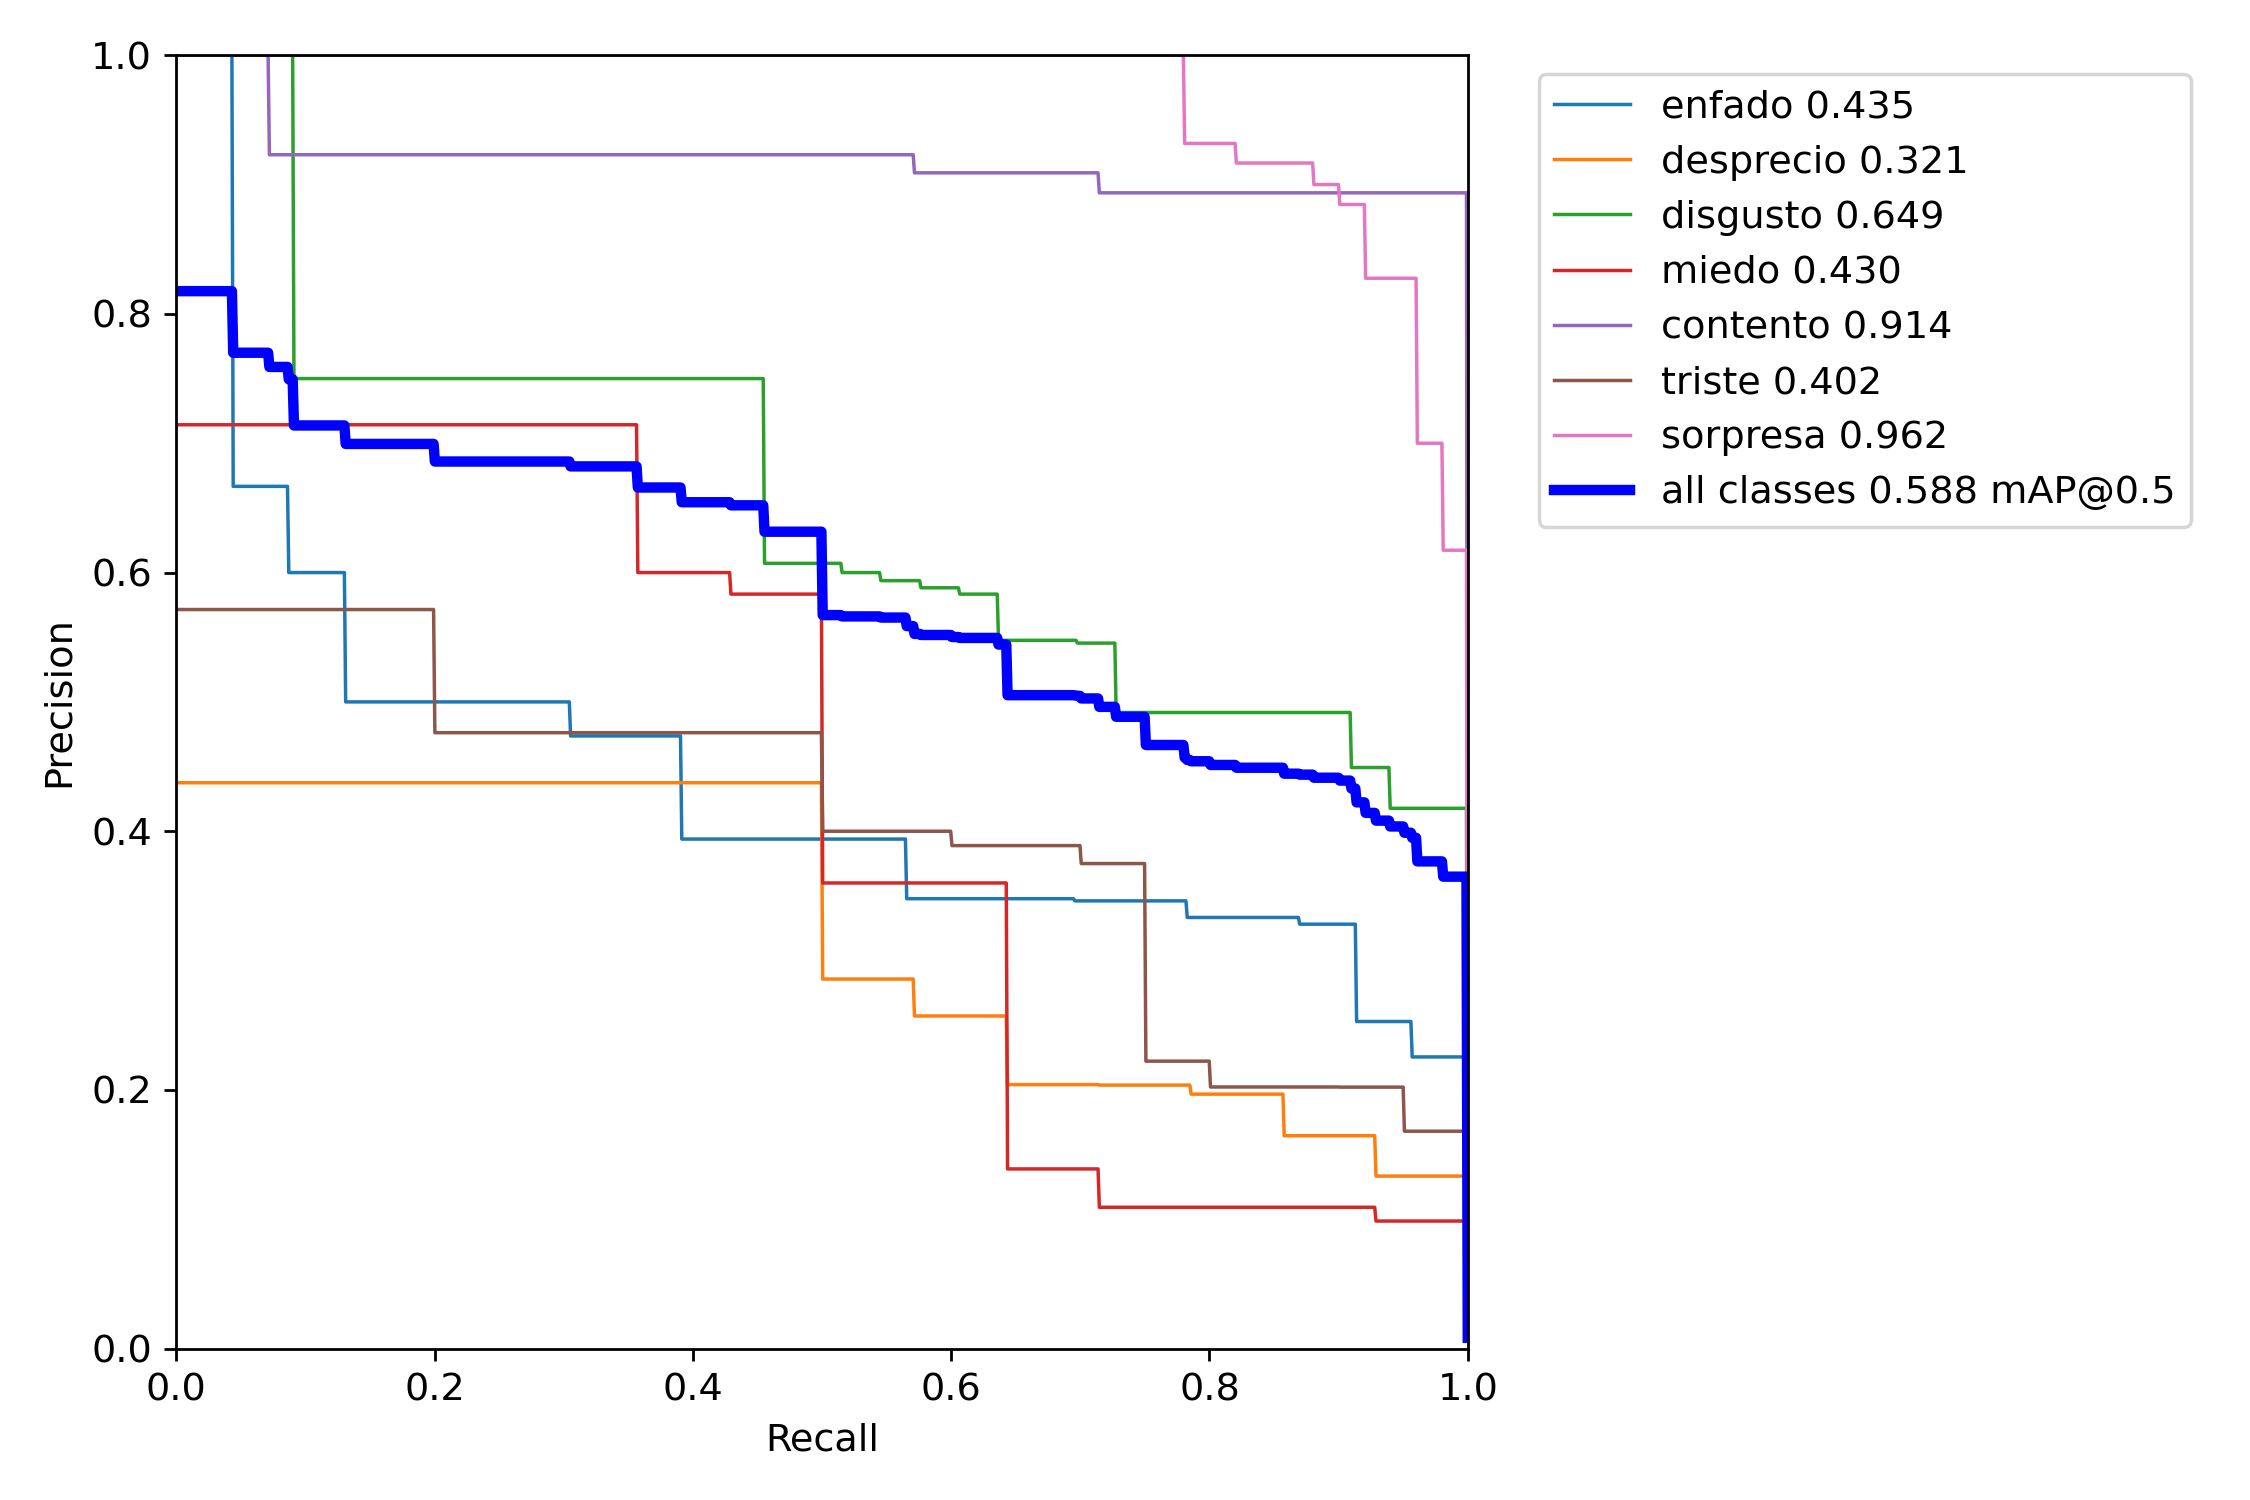 1.0
0.8
0.6
0.4
0.2
0.0
Precision
0.0 0.2 0.4 0.6 0.8 1.0
Recall
enfado 0.435
desprecio 0.321
disgusto 0.649
miedo 0.430
contento 0.914
triste 0.402
sorpresa 0.962
all classes 0.588 mAP@0.5